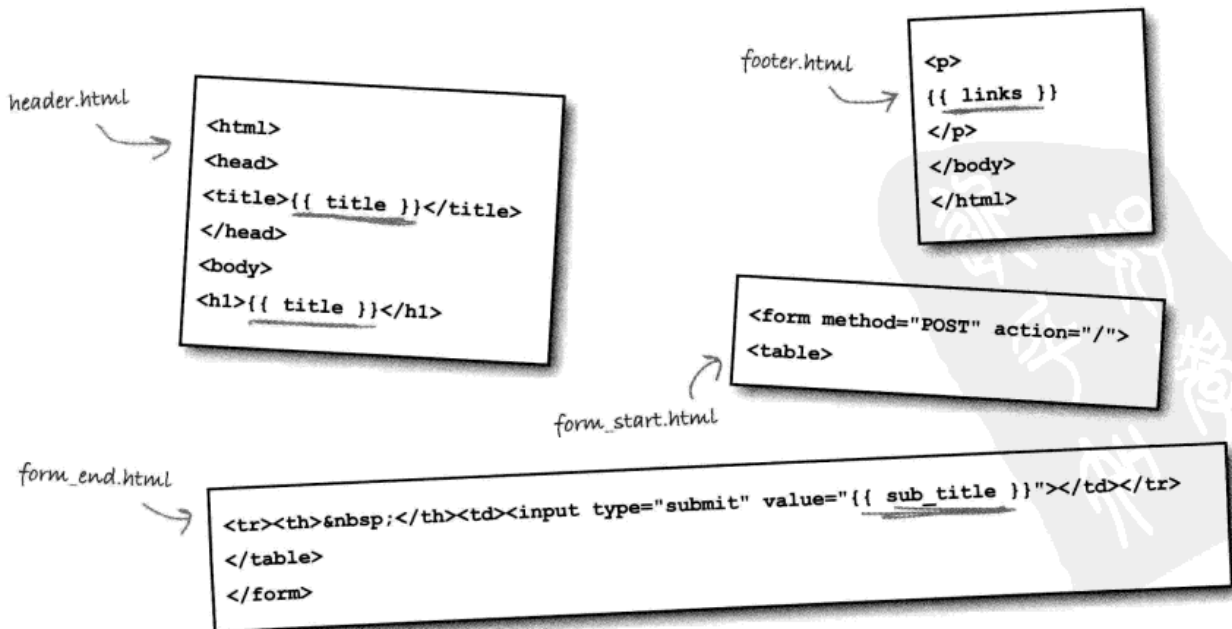 header.html
<html>
<head>
<title>{{ title }}</title>
</head>
<body>
<h1>{{ title }}</h1>
footer.html
<p>
{{ links }}
</p>
</body>
</html>
form_start.html
<form method="POST" action="/">
<table>
form_end.html
<tr><th>&nbsp;</th><td><input type="submit" value="{{ sub_title }}"></td></tr>
</table>
</form>